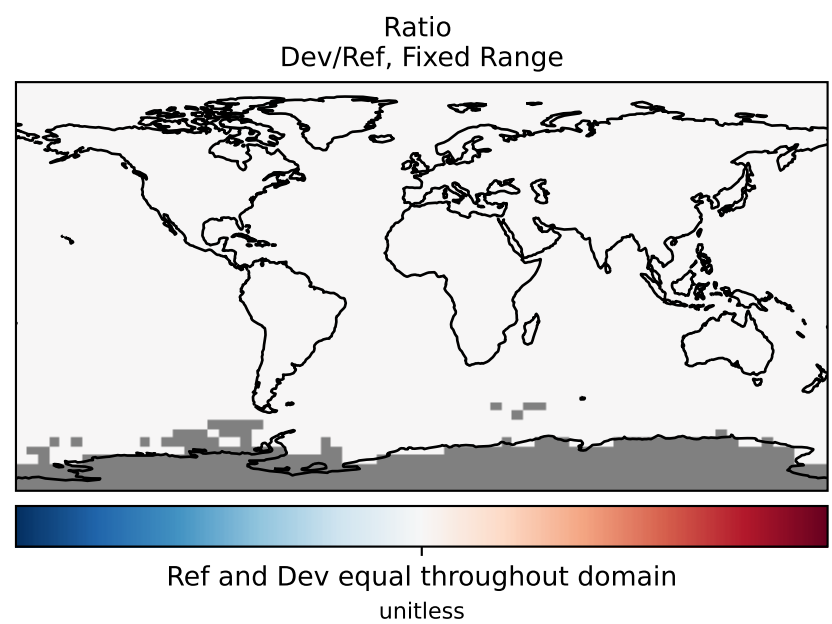 Ratio
Dev/Ref, Fixed Range
Ref and Dev equal throughout domain
unitless